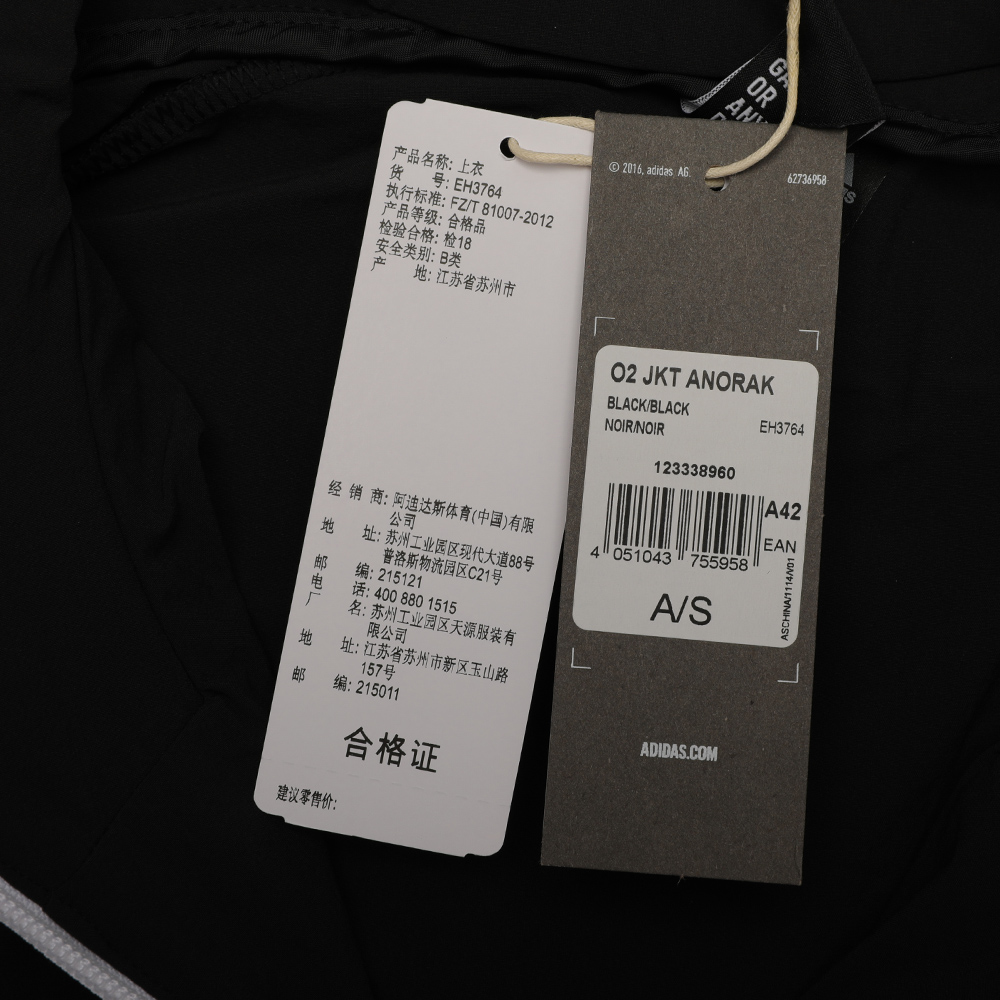 产品名称: 上衣
货 号: EH3764
执行标准: FZ/T 81007-2012
产品等级: 合格品
检验合格: 检18
安全类别: B类
产 地: 江苏省苏州市
经 销 商: 阿迪达斯体育(中国)有限
公司
地 址: 苏州工业园区现代大道88号
普洛斯物流园区C21号
邮 编: 215121
电 话: 400 880 1515
厂 名: 苏州工业园区天源服装有
限公司
地 址: 江苏省苏州市新区玉山路
157号
邮 编: 215011
合格证
建议零售价:
OR
© 2016, adidas AG.
62736958
O2 JKT ANORAK
BLACK/BLACK
NOIR/NOIR
EH3764
123338960
A42
EAN
4 051043 755958
A/S
ASCHINA/1114/V01
ADIDAS.COM